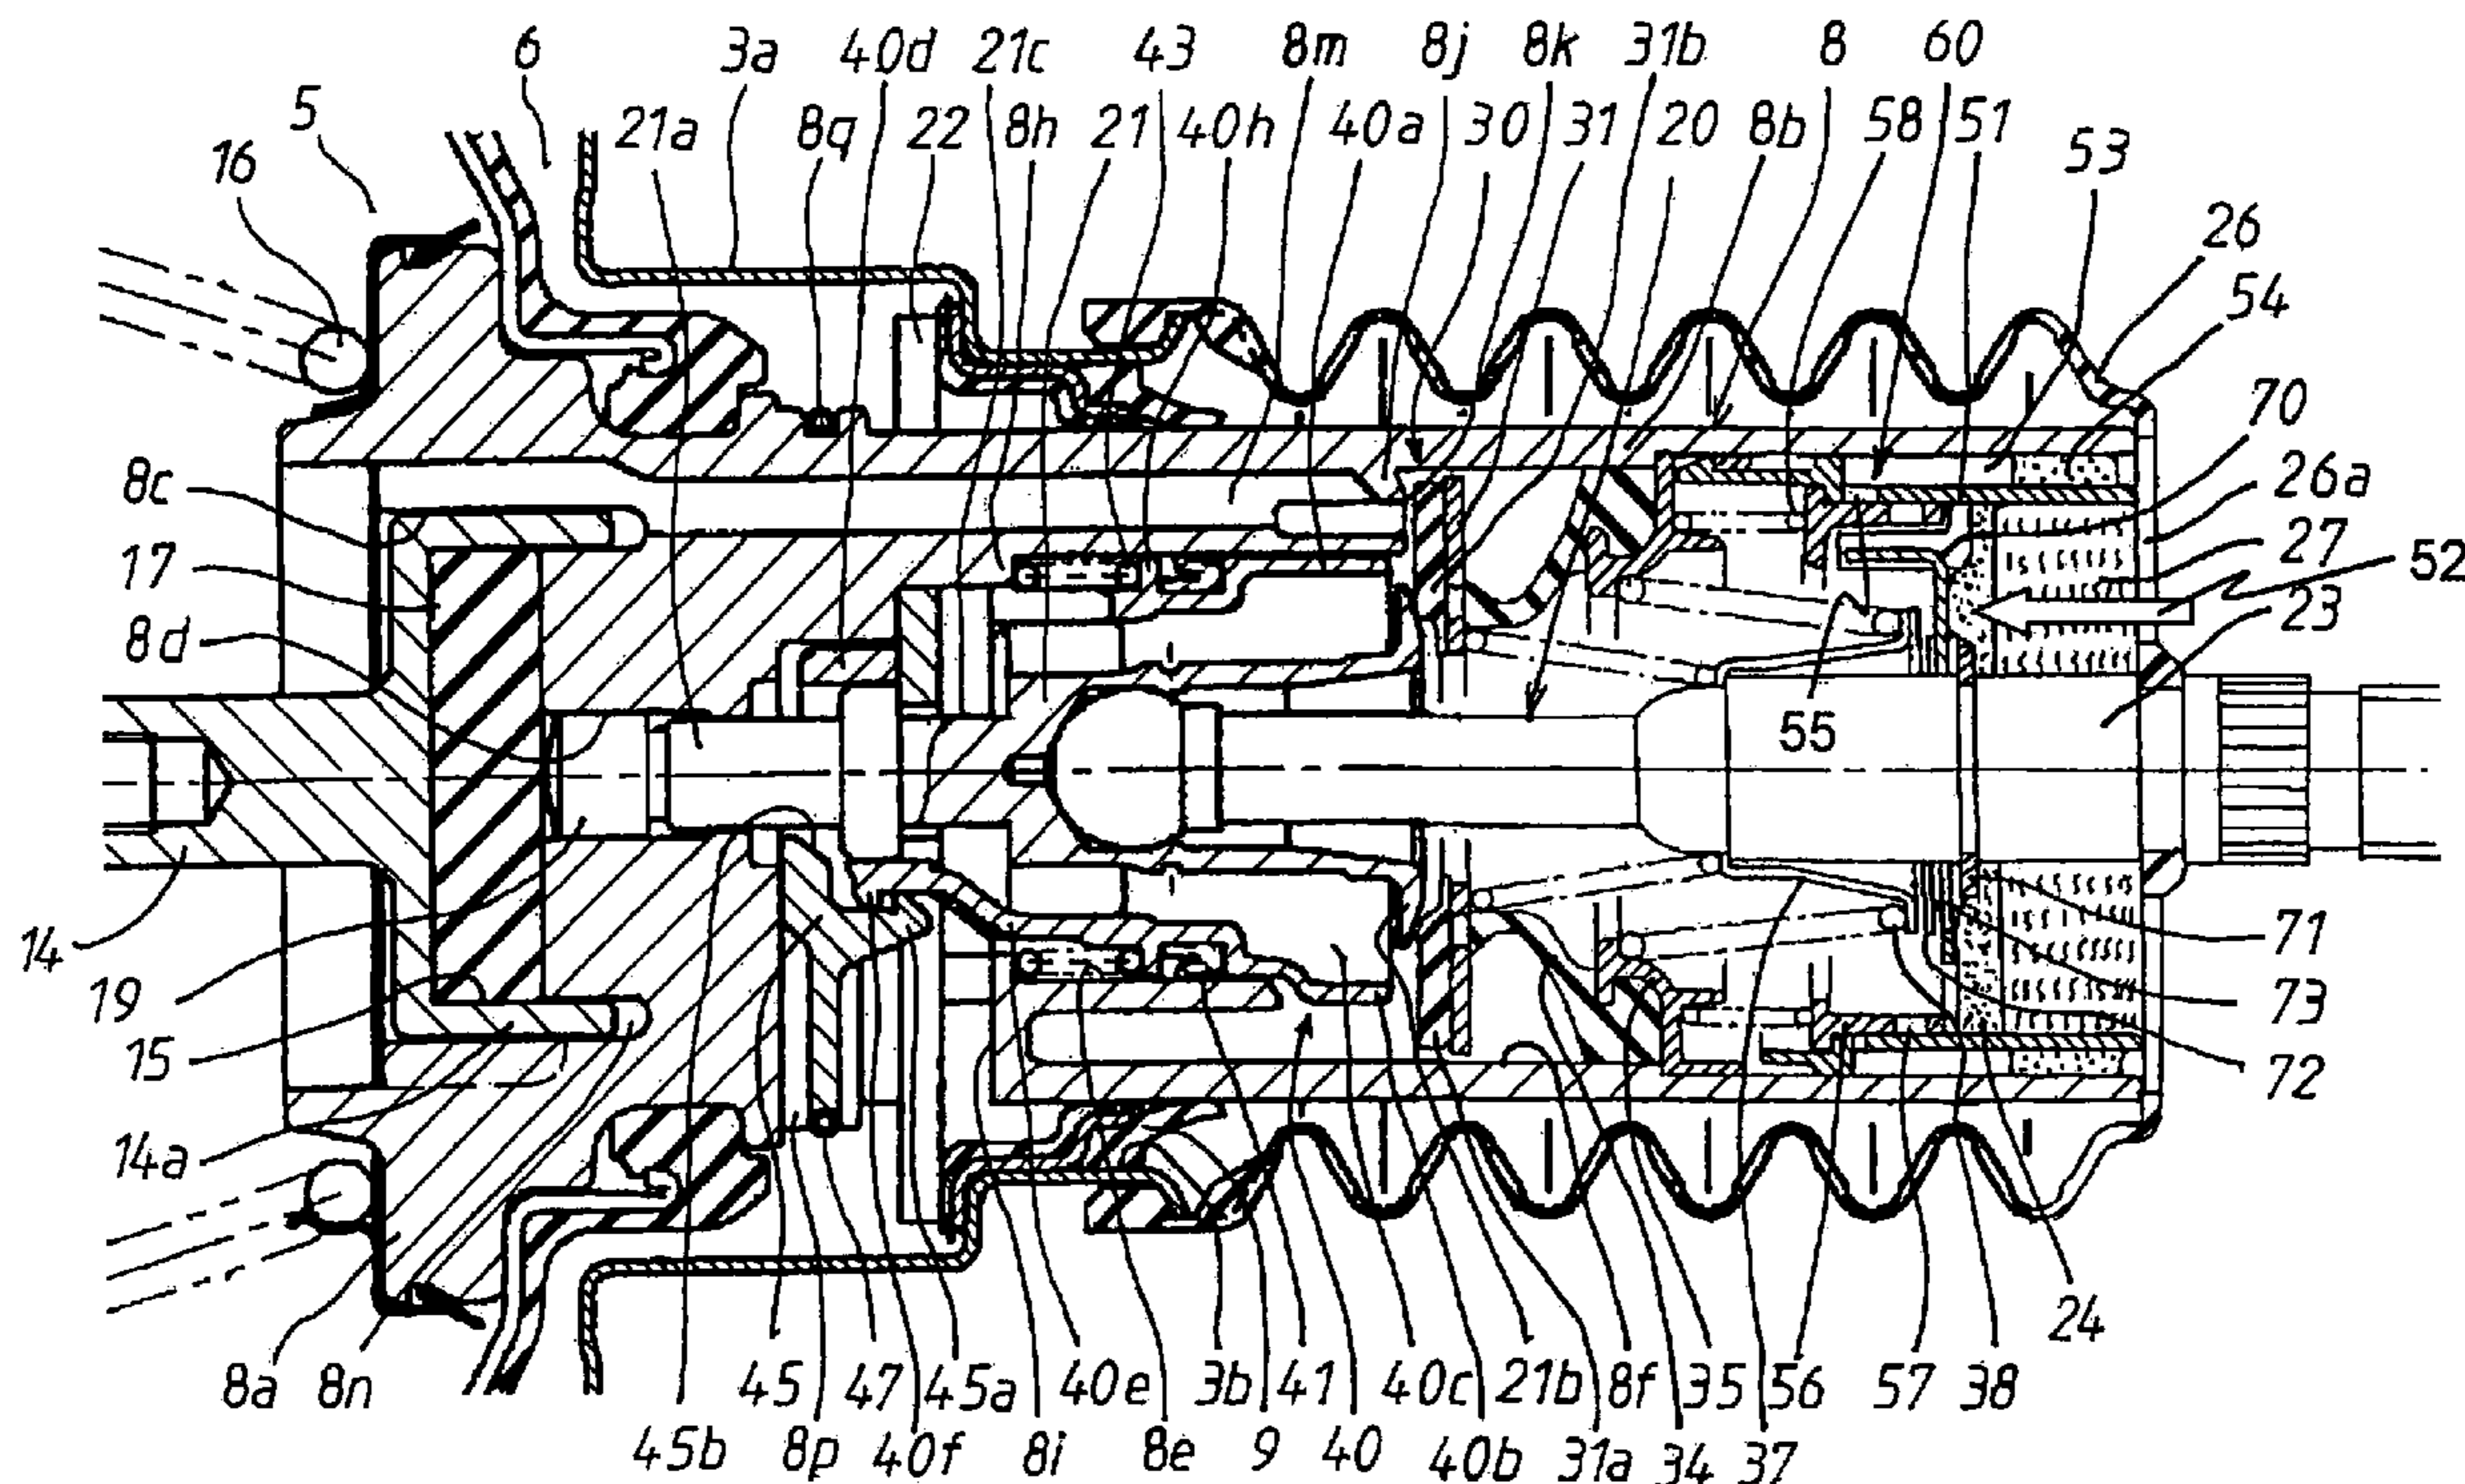 6 3a 40d 21c 43 8m 8j 8k 31b 8 60
5 21a 8q 22 8h 21 40h 40a 30 31 20 8b 58 51 53
16 26
54
70
8c 26a
17 27 52
8d 23
55
14 71
19 73
15 72
14a 24
8a 8n 45 47 45a 40e 3b 41 40c 21b 8f 35 56 57 38
45b 8p 40f 8i 8e 9 40 40b 31a 34 37